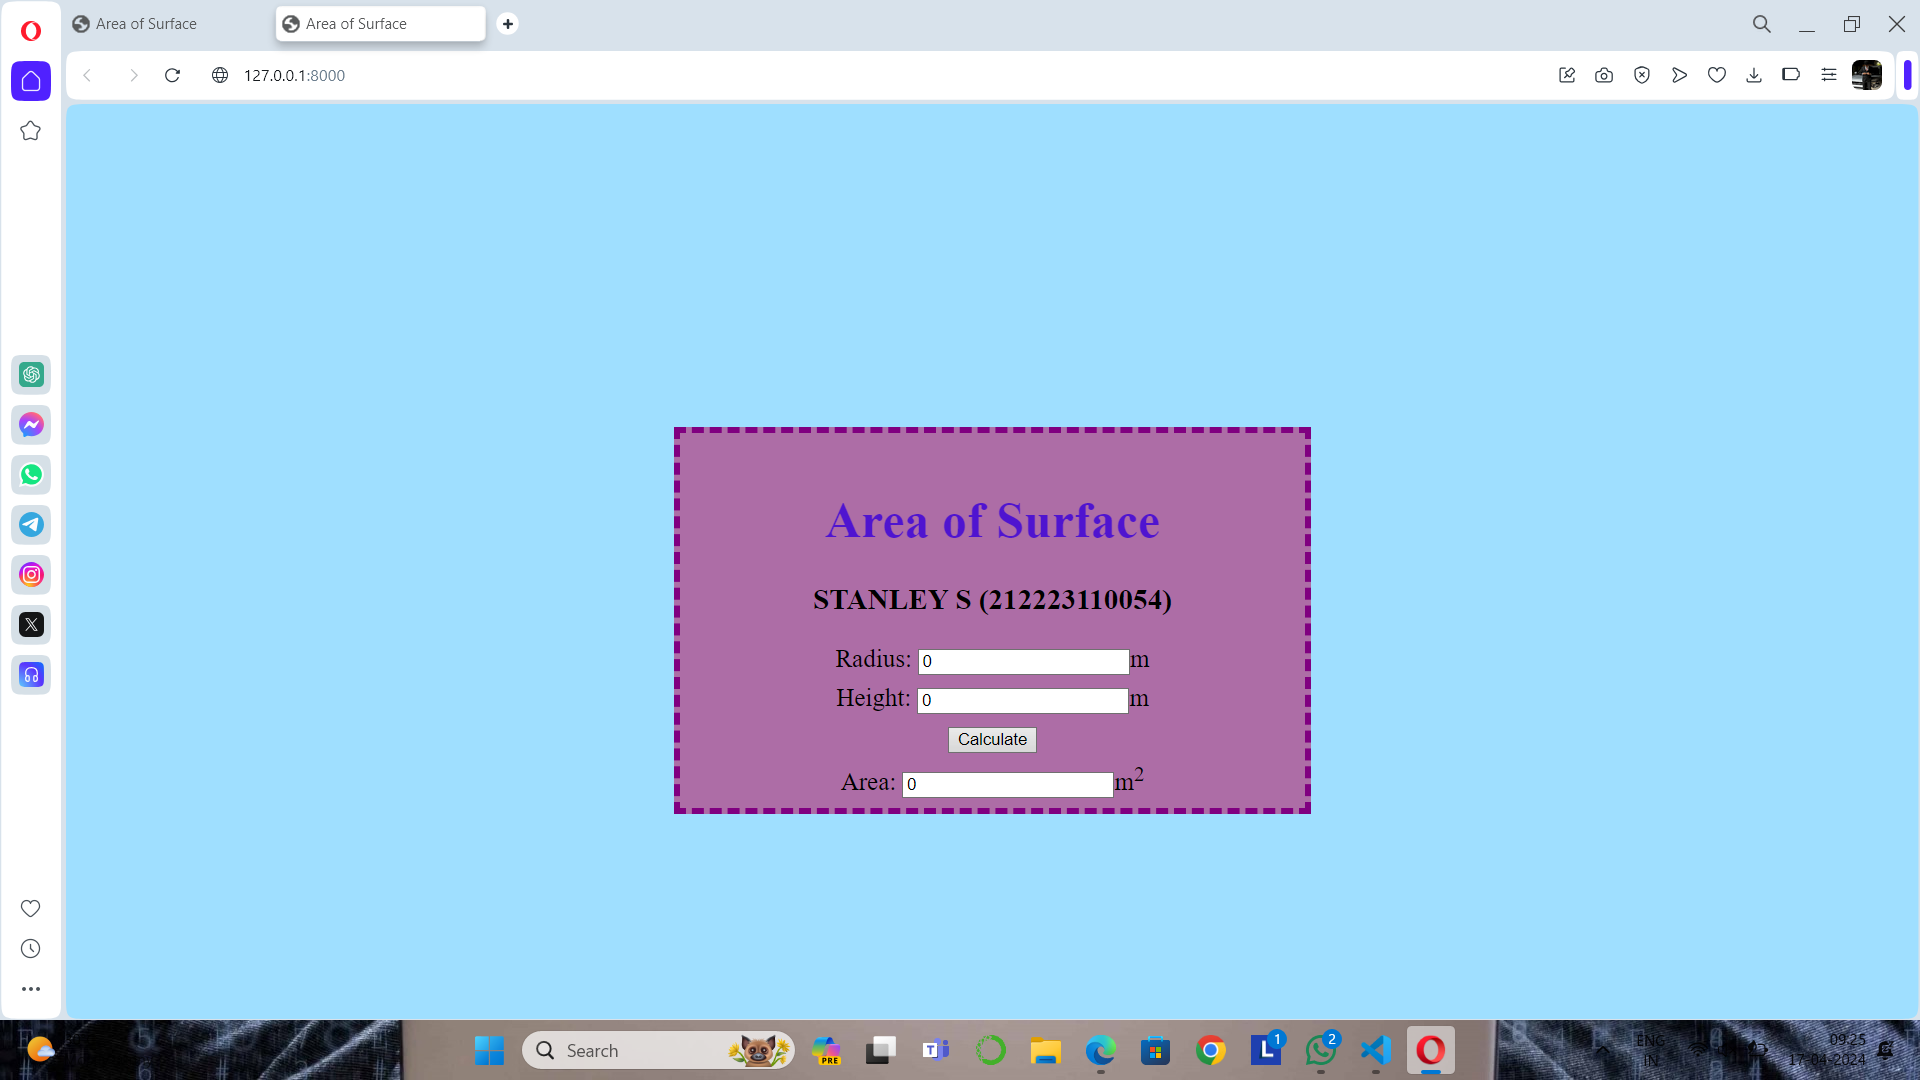 Area of Surface
Area of Surface
127.0.0.1:8000
Area of Surface
STANLEY S (212223110054)
Radius: 0 m
Height: 0 m
Calculate
Area: 0 m²
Search
PRE
1
2
ENG
IN
09:25
17-04-2024